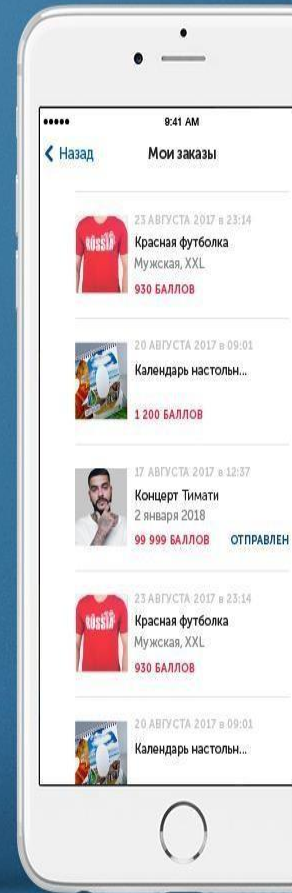 9:41 AM
Назад
Мои заказы
23 АВГУСТА 2017 в 23:14
RUSSIA
Красная футболка
Мужская, XXL
930 БАЛЛОВ
20 АВГУСТА 2017 в 09:01
Календарь настольн...
1 200 БАЛЛОВ
17 АВГУСТА 2017 в 12:37
Концерт Тимати
2 января 2018
99 999 БАЛЛОВ ОТПРАВЛЕН
23 АВГУСТА 2017 в 23:14
RUSSIA
Красная футболка
Мужская, XXL
930 БАЛЛОВ
20 АВГУСТА 2017 в 09:01
Календарь настольн...